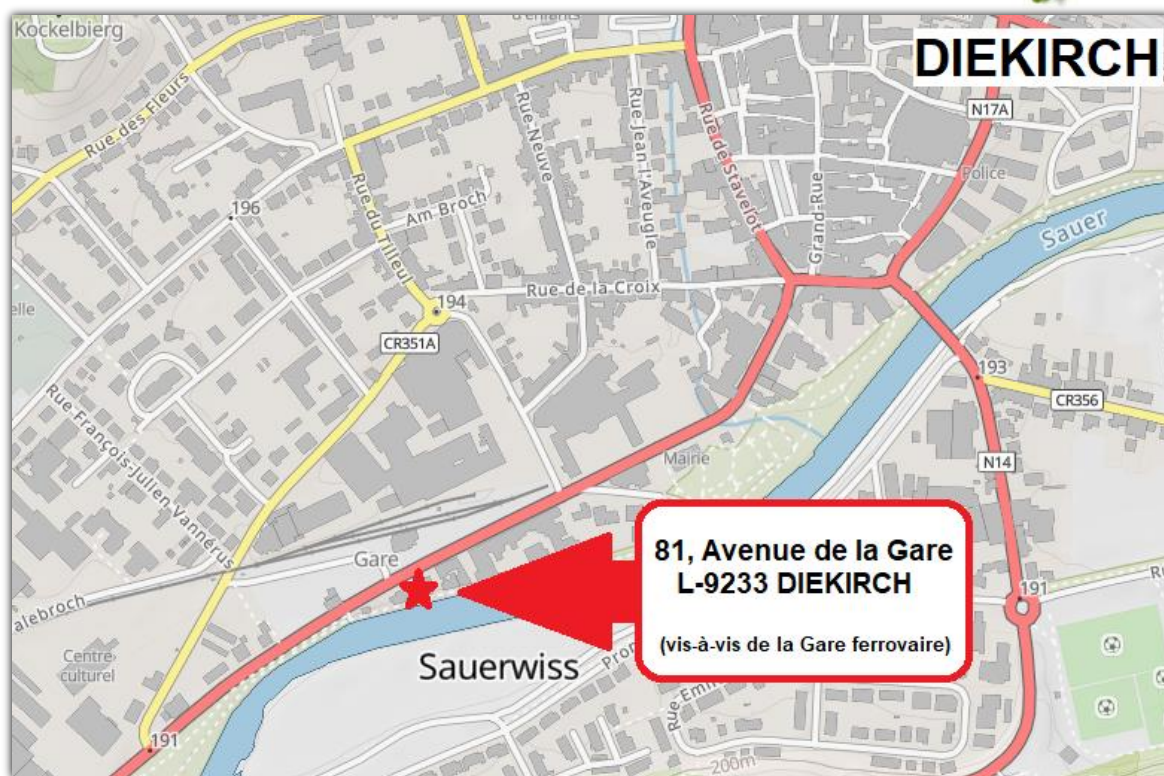 Kockelbierg
d'enfants
DIEKIRCH
Rue des Fleurs
Rue Neuve
Rue Jean l'Aveugle
Rue de Stavelot
N17A
Police
196
Am Broch
Rue du Tilleul
Grand-Rue
Sauer
elle
194
Rue de la Croix
CR351A
193
CR356
Rue François-Julien Vannérus
Mairie
N14
Gare
81, Avenue de la Gare
L-9233 DIEKIRCH
(vis-à-vis de la Gare ferrovaire)
191
alebroch
Centre
culturel
Sauerwiss
191
200m